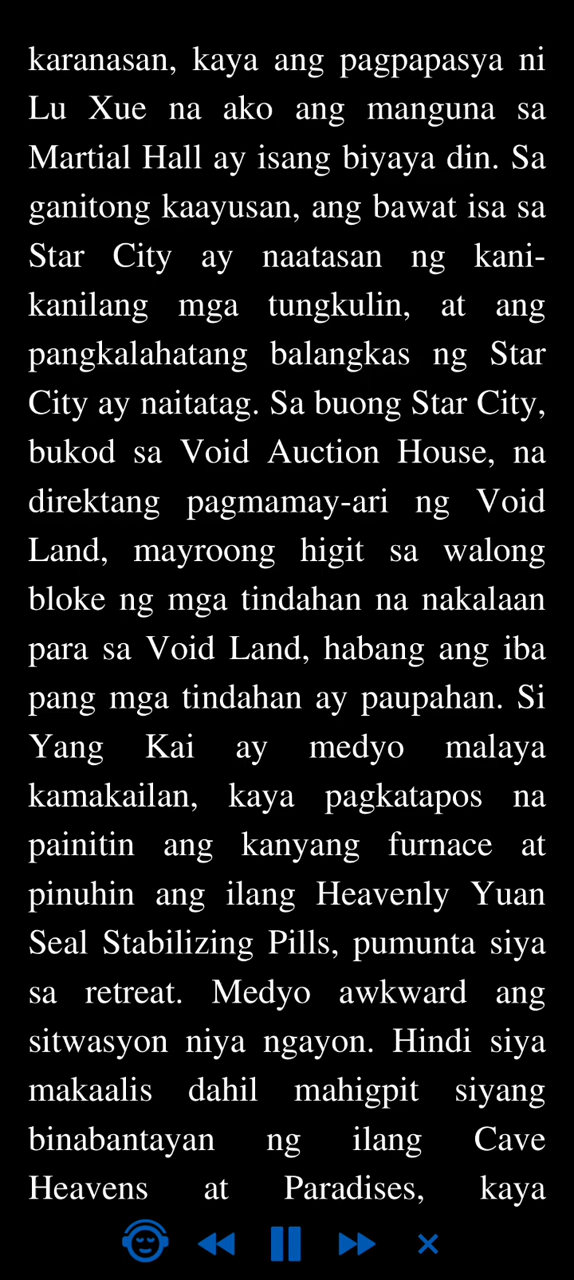 karanasan, kaya ang pagpapasya ni
Lu Xue na ako ang manguna sa
Martial Hall ay isang biyaya din. Sa
ganitong kaayusan, ang bawat isa sa
Star City ay naatasan ng kani-
kanilang mga tungkulin, at ang
pangkalahatang balangkas ng Star
City ay naitatag. Sa buong Star City,
bukod sa Void Auction House, na
direktang pagmamay-ari ng Void
Land, mayroong higit sa walong
bloke ng mga tindahan na nakalaan
para sa Void Land, habang ang iba
pang mga tindahan ay paupahan. Si
Yang Kai ay medyo malaya
kamakailan, kaya pagkatapos na
painitin ang kanyang furnace at
pinuhin ang ilang Heavenly Yuan
Seal Stabilizing Pills, pumunta siya
sa retreat. Medyo awkward ang
sitwasyon niya ngayon. Hindi siya
makaalis dahil mahigpit siyang
binabantayan ng ilang Cave
Heavens at Paradises, kaya